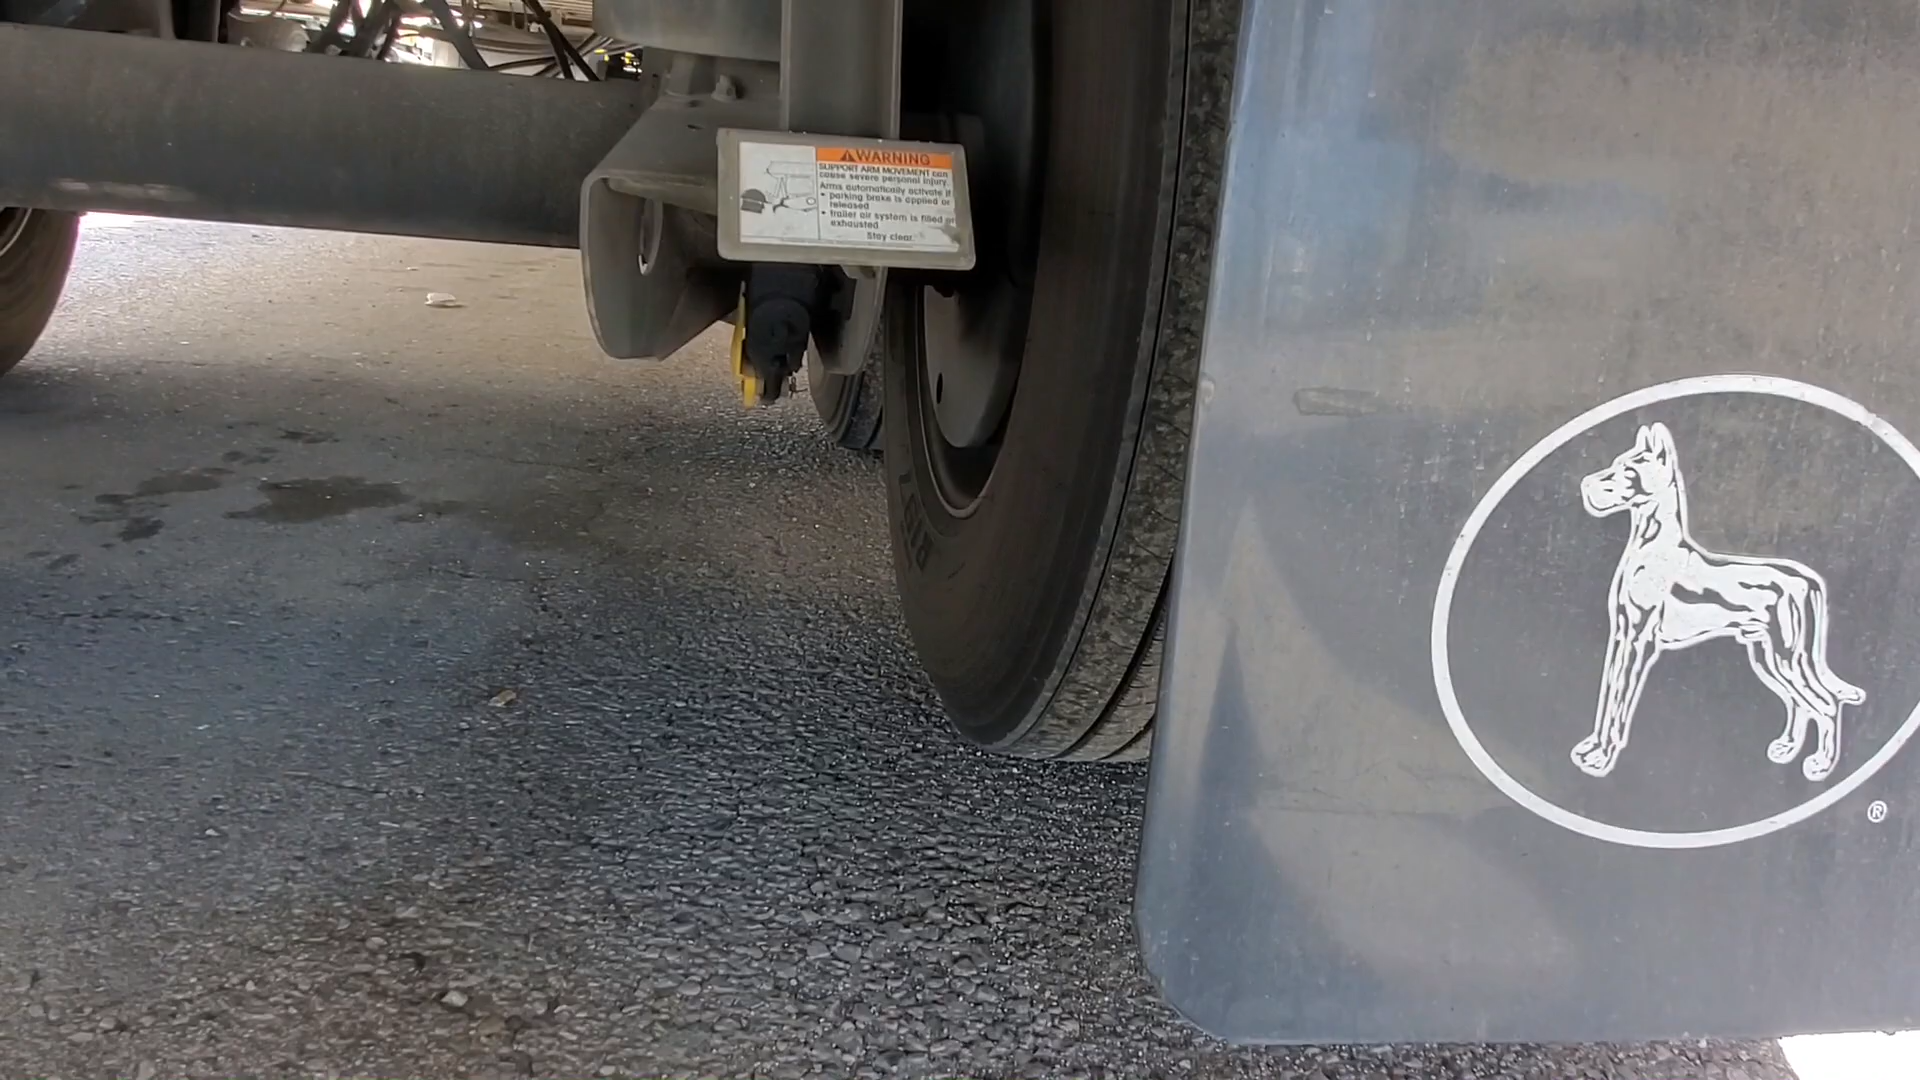 ⚠WARNING
SUPPORT ARM MOVEMENT can
cause severe personal injury.
Arms automatically activate if
• parking brake is applied or
released
• trailer air system is filled or
exhausted
Stay clear.
R197
®